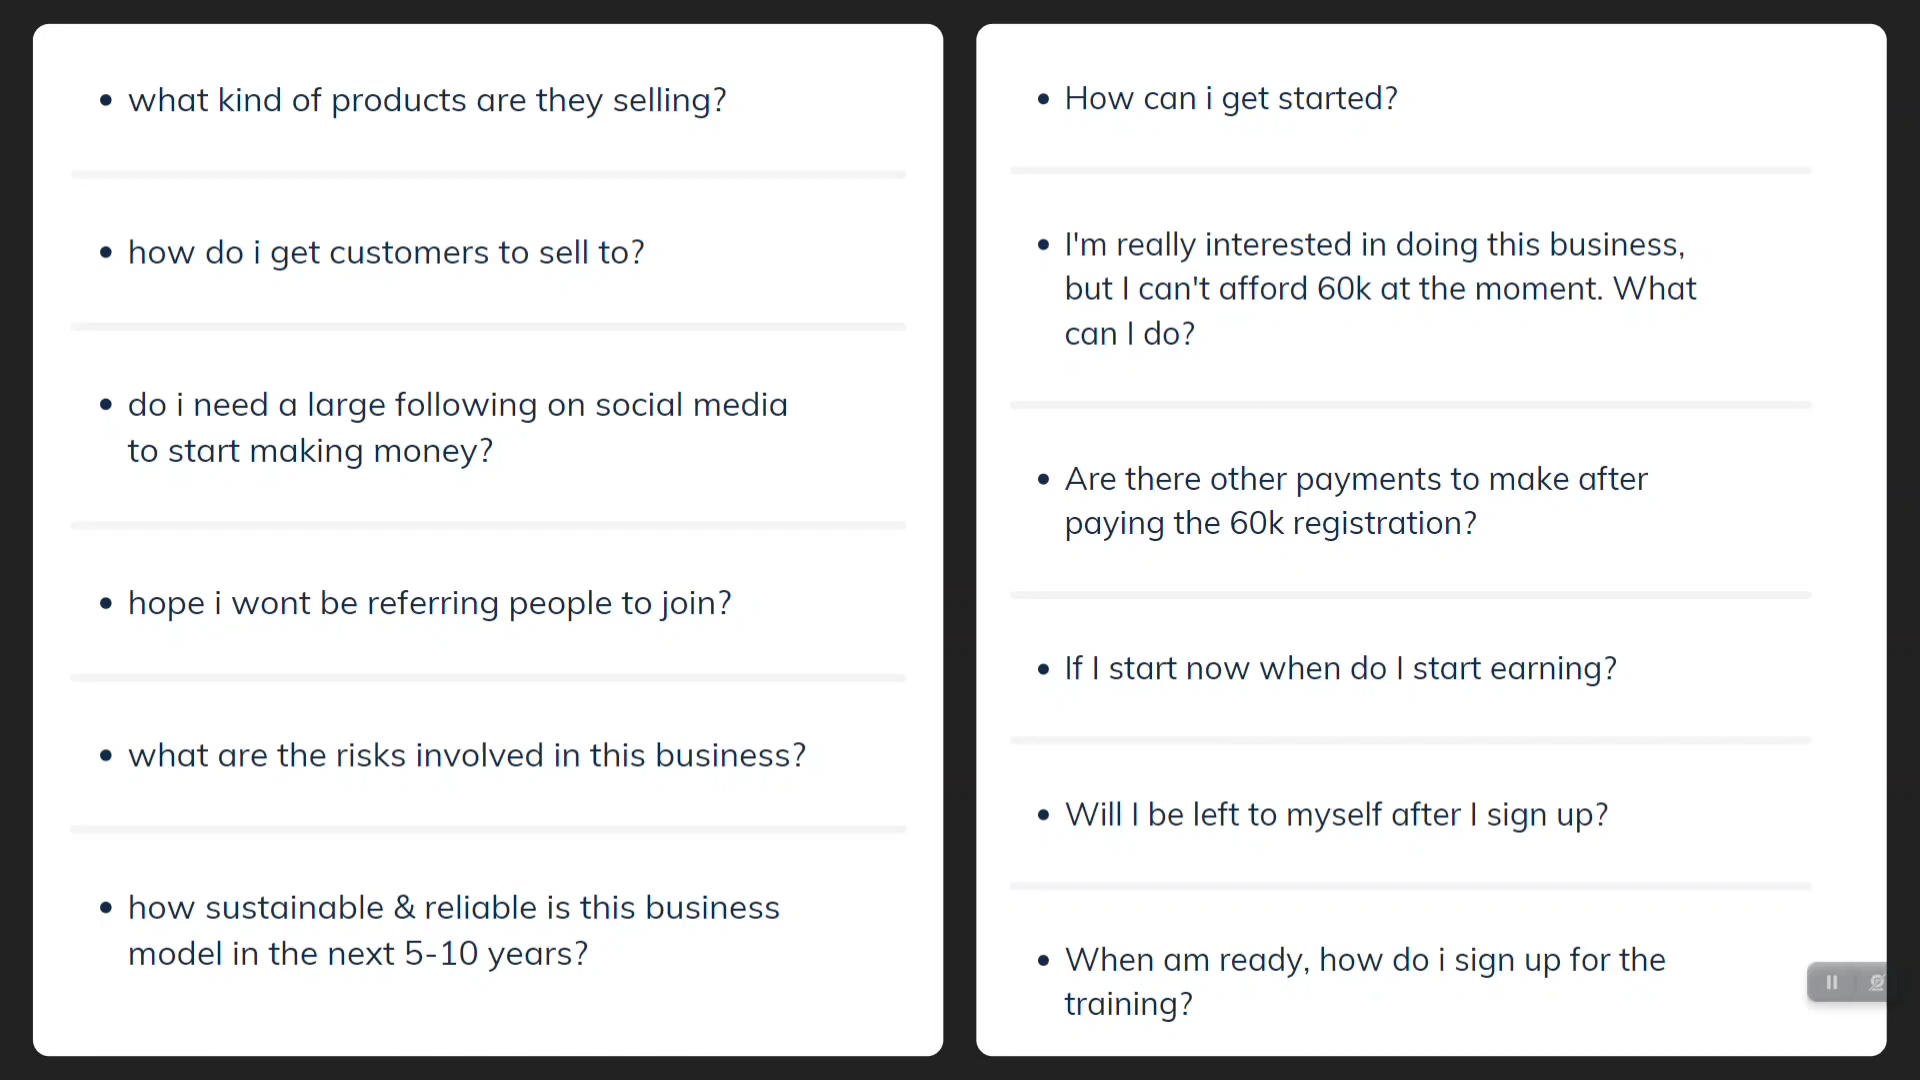 • what kind of products are they selling?
• how do i get customers to sell to?
• do i need a large following on social media
to start making money?
• hope i wont be referring people to join?
• what are the risks involved in this business?
• how sustainable & reliable is this business
model in the next 5-10 years?
• How can i get started?
• I'm really interested in doing this business,
but I can't afford 60k at the moment. What
can I do?
• Are there other payments to make after
paying the 60k registration?
• If I start now when do I start earning?
• Will I be left to myself after I sign up?
• When am ready, how do i sign up for the
training?